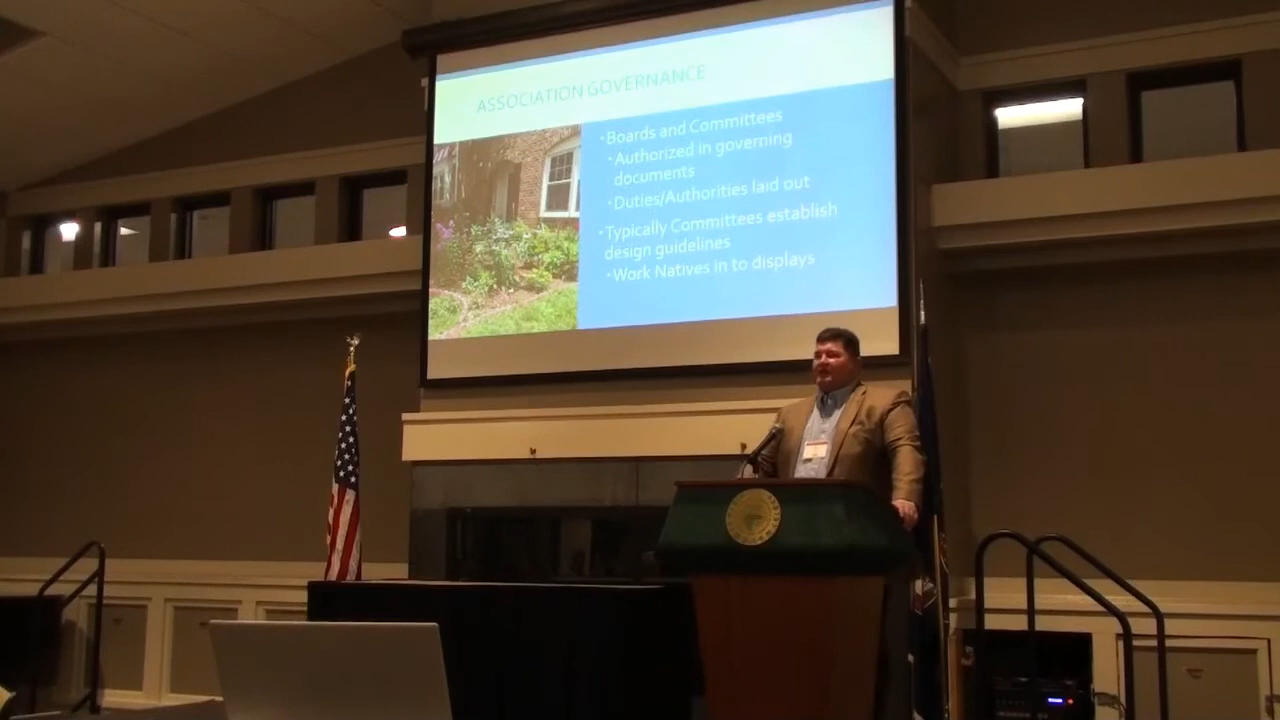 ASSOCIATION GOVERNANCE
▪Boards and Committees
▪Authorized in governing
documents
▪Duties/Authorities laid out
▪Typically Committees establish
design guidelines
▪Work Natives in to displays